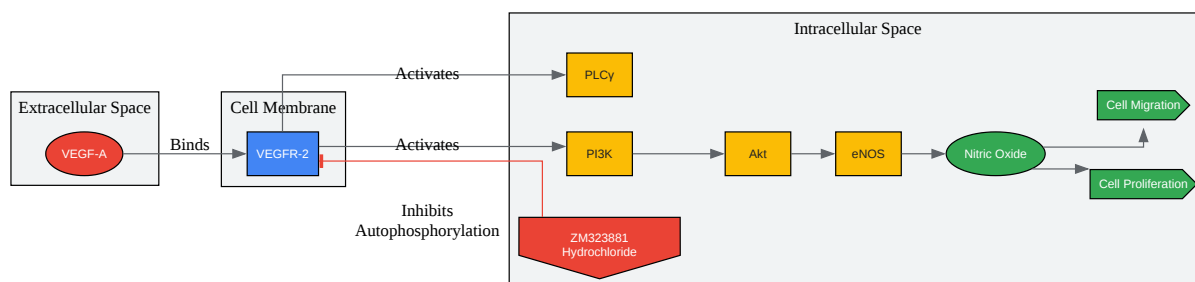 Intracellular Space
Activates
PLCγ
Extracellular Space
Cell Membrane
Cell Migration
VEGF-A
Binds
VEGFR-2
Activates
PI3K
Akt
eNOS
Nitric Oxide
Cell Proliferation
Inhibits
Autophosphorylation
ZM323881
Hydrochloride